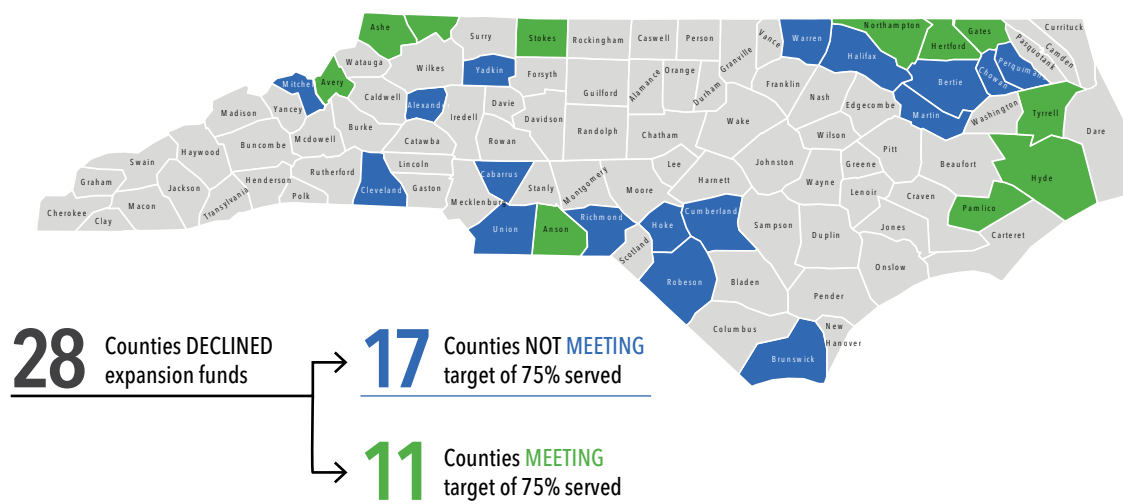 Ashe
Surry
Stokes
Rockingham
Caswell
Person
Granville
Vance
Warren
Halifax
Northampton
Hertford
Gates
Pasquotank
Camden
Currituck
Perquiman
Chowan
Bertie
Martin
Washington
Tyrrell
Dare
Watauga
Wilkes
Yadkin
Forsyth
Guilford
Alamance
Orange
Durham
Franklin
Nash
Edgecombe
Mitchel
Avery
Caldwell
Alexande
Iredell
Davie
Davidson
Randolph
Chatham
Wake
Wilson
Pitt
Beaufort
Hyde
Madison
Yancey
Mcdowell
Burke
Catawba
Rowan
Buncombe
Haywood
Swain
Graham
Cherokee
Clay
Macon
Jackson
Transylvania
Henderson
Polk
Rutherford
Cleveland
Lincoln
Gaston
Mecklenburg
Cabarrus
Stanly
Montgomery
Moore
Lee
Harnett
Johnston
Wayne
Greene
Lenoir
Craven
Pamlico
Union
Anson
Richmond
Scotland
Hoke
Cumberland
Sampson
Duplin
Jones
Carteret
Onslow
Robeson
Bladen
Pender
Columbus
New
Hanover
Brunswick
28 Counties DECLINED
expansion funds
17 Counties NOT MEETING
target of 75% served
11 Counties MEETING
target of 75% served